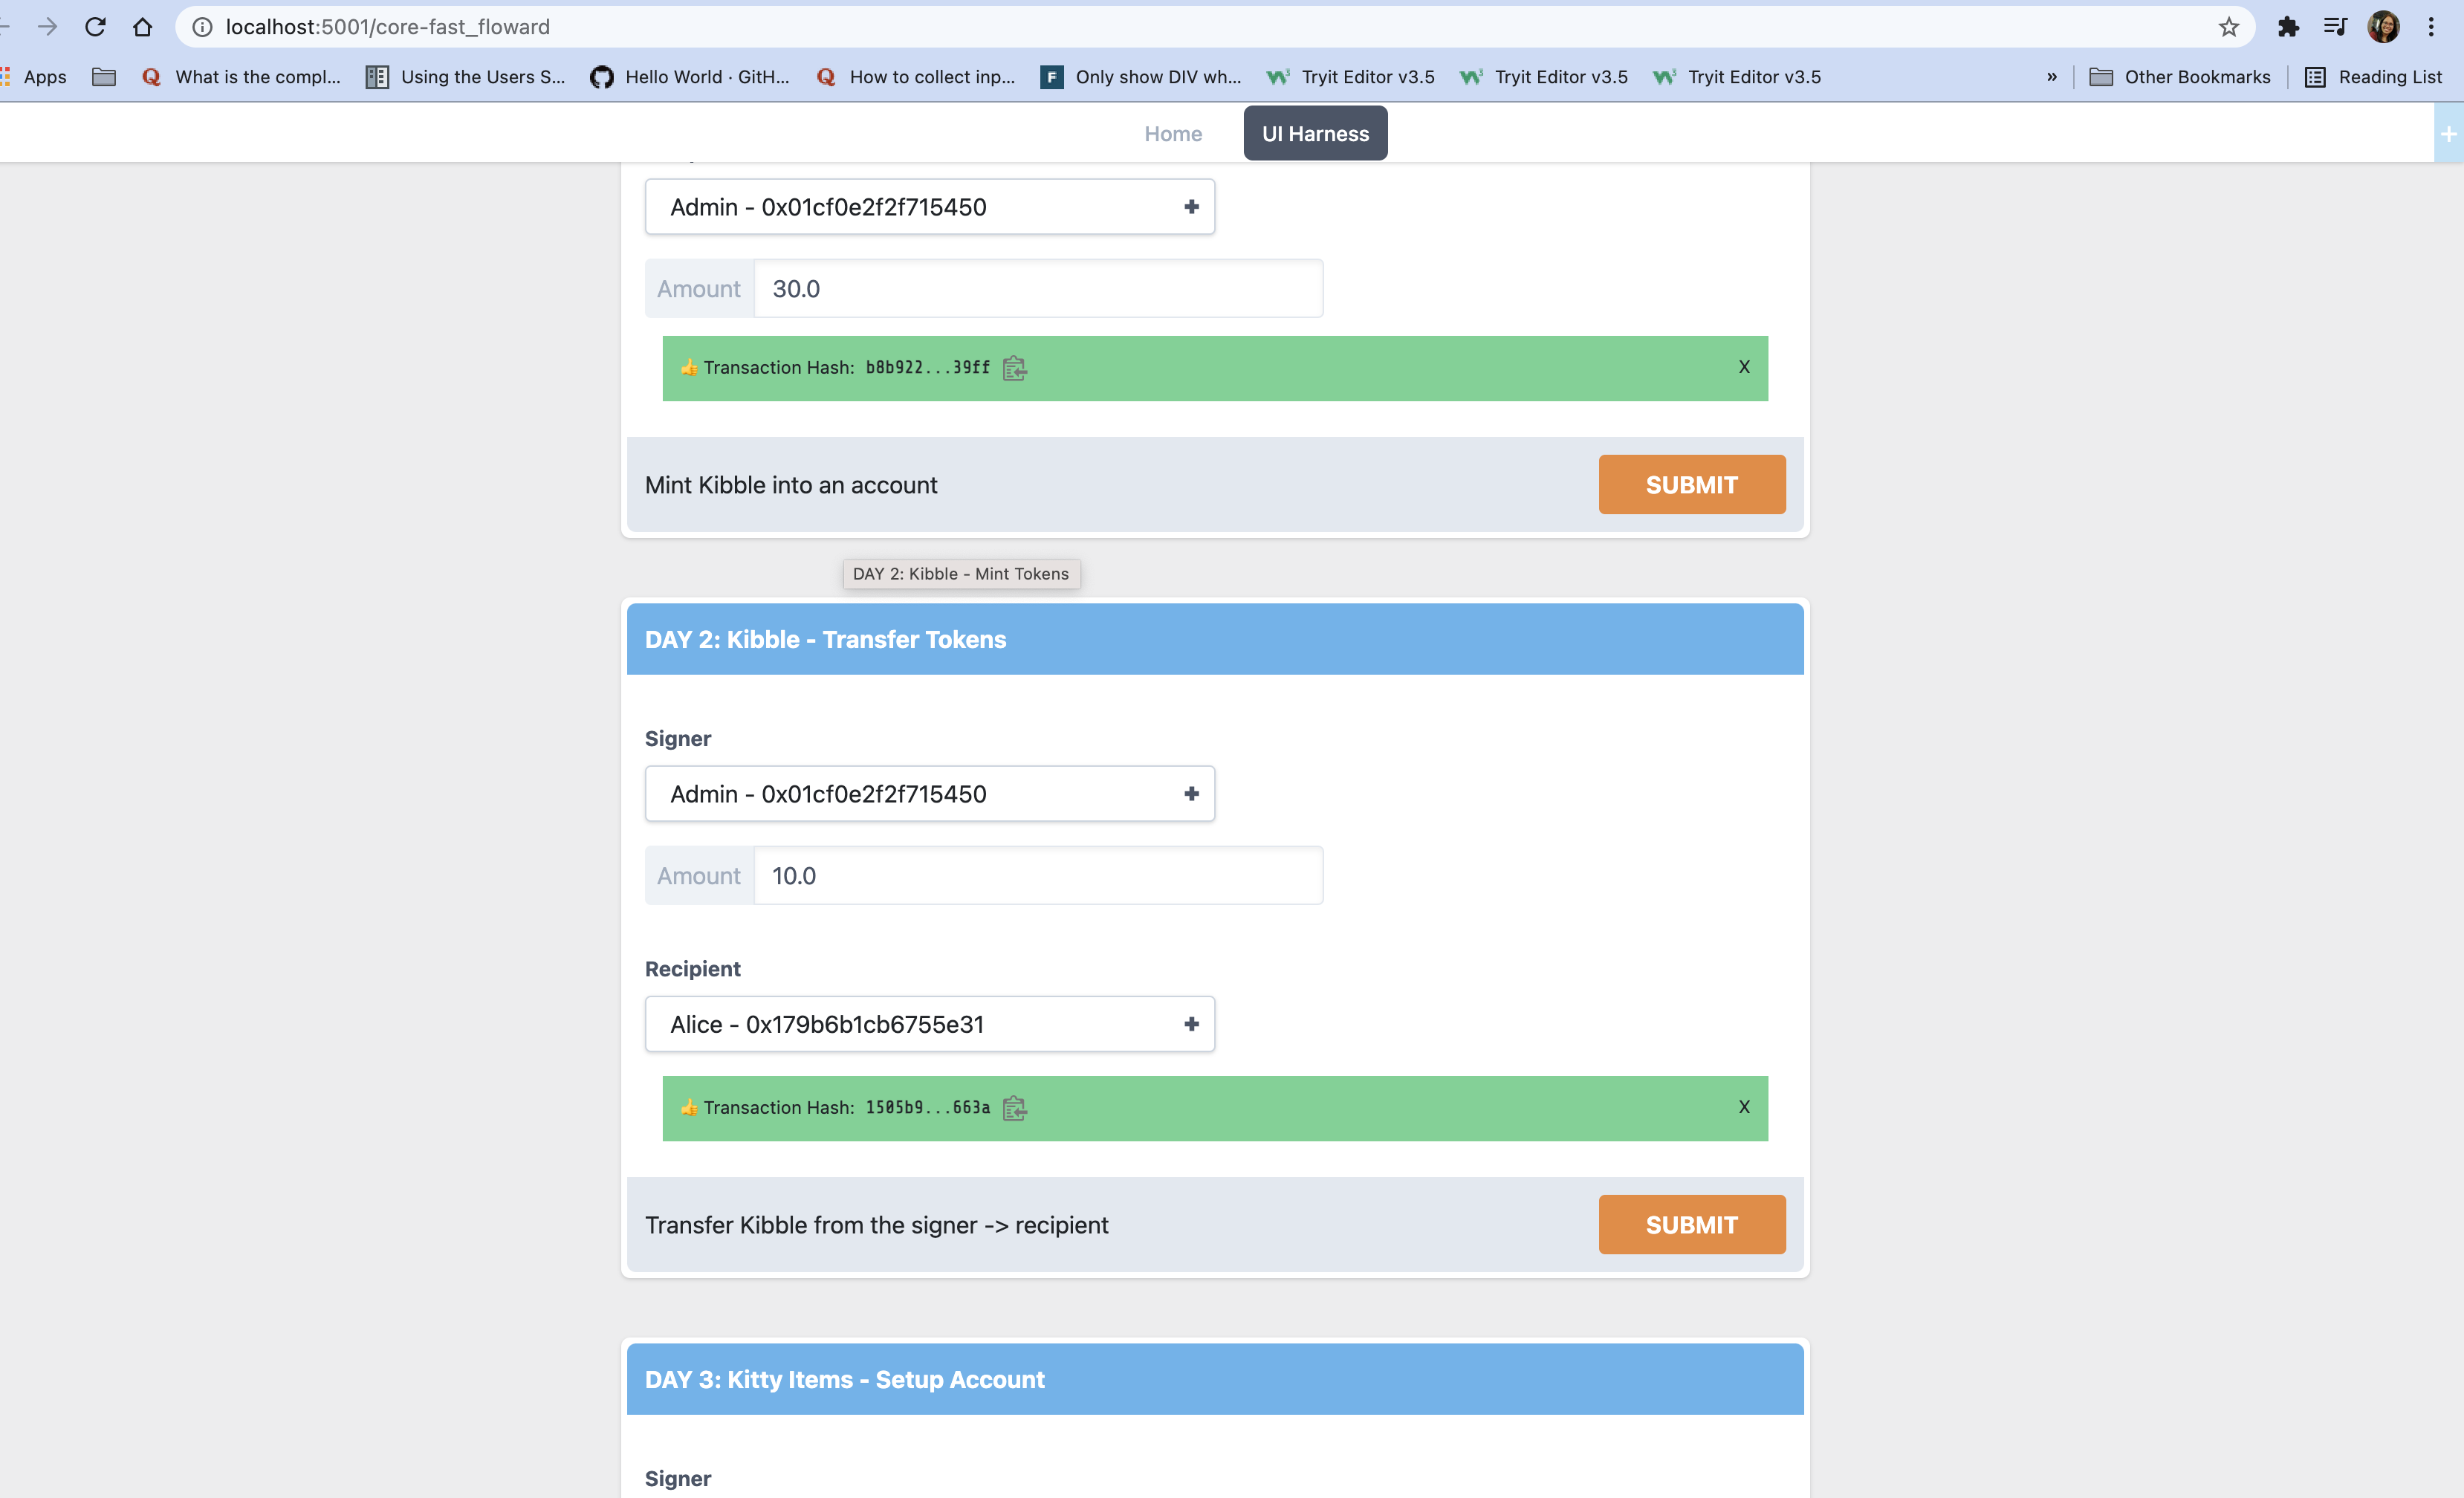 localhost:5001/core-fast_floward
Apps
What is the compl...
Using the Users S...
Hello World · GitH...
How to collect inp...
Only show DIV wh...
Tryit Editor v3.5
Tryit Editor v3.5
Tryit Editor v3.5
»
Other Bookmarks
Reading List
Home
UI Harness
+
Admin - 0x01cf0e2f2f715450
Amount 30.0
👍 Transaction Hash: b8b922...39ff
X
Mint Kibble into an account
SUBMIT
DAY 2: Kibble - Mint Tokens
DAY 2: Kibble - Transfer Tokens
Signer
Admin - 0x01cf0e2f2f715450
Amount 10.0
Recipient
Alice - 0x179b6b1cb6755e31
👍 Transaction Hash: 1505b9...663a
X
Transfer Kibble from the signer -> recipient
SUBMIT
DAY 3: Kitty Items - Setup Account
Signer